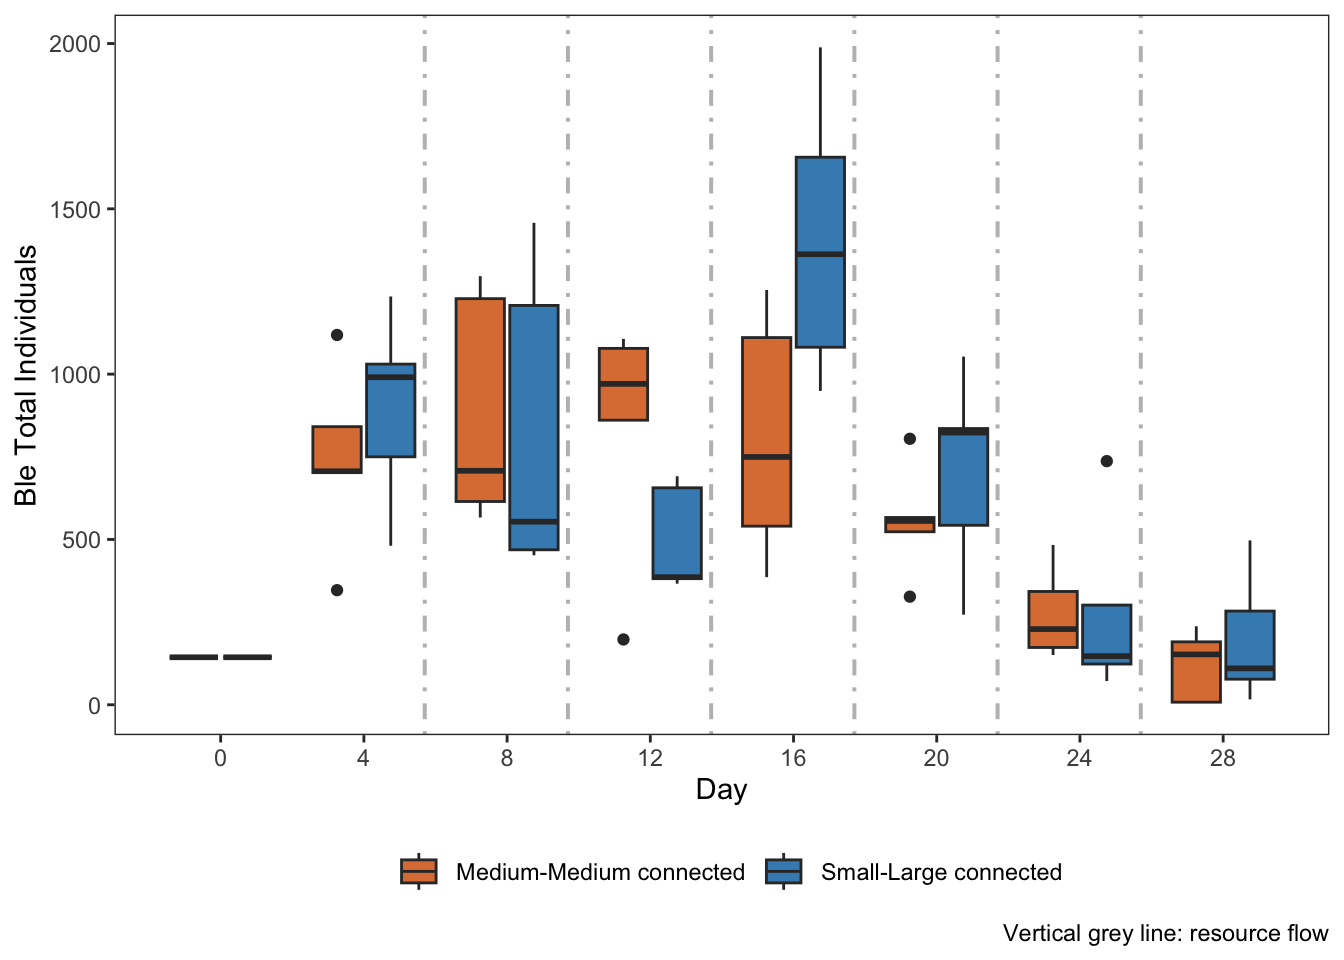 Ble Total Individuals
2000
1500
1000
500
0
0 4 8 12 16 20 24 28
Day
Medium-Medium connected Small-Large connected
Vertical grey line: resource flow